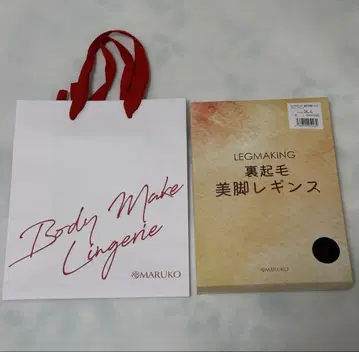 Body Make
Lingerie
MARUKO
LEGMAKING
裏起毛
美脚レギンス
MARUKO